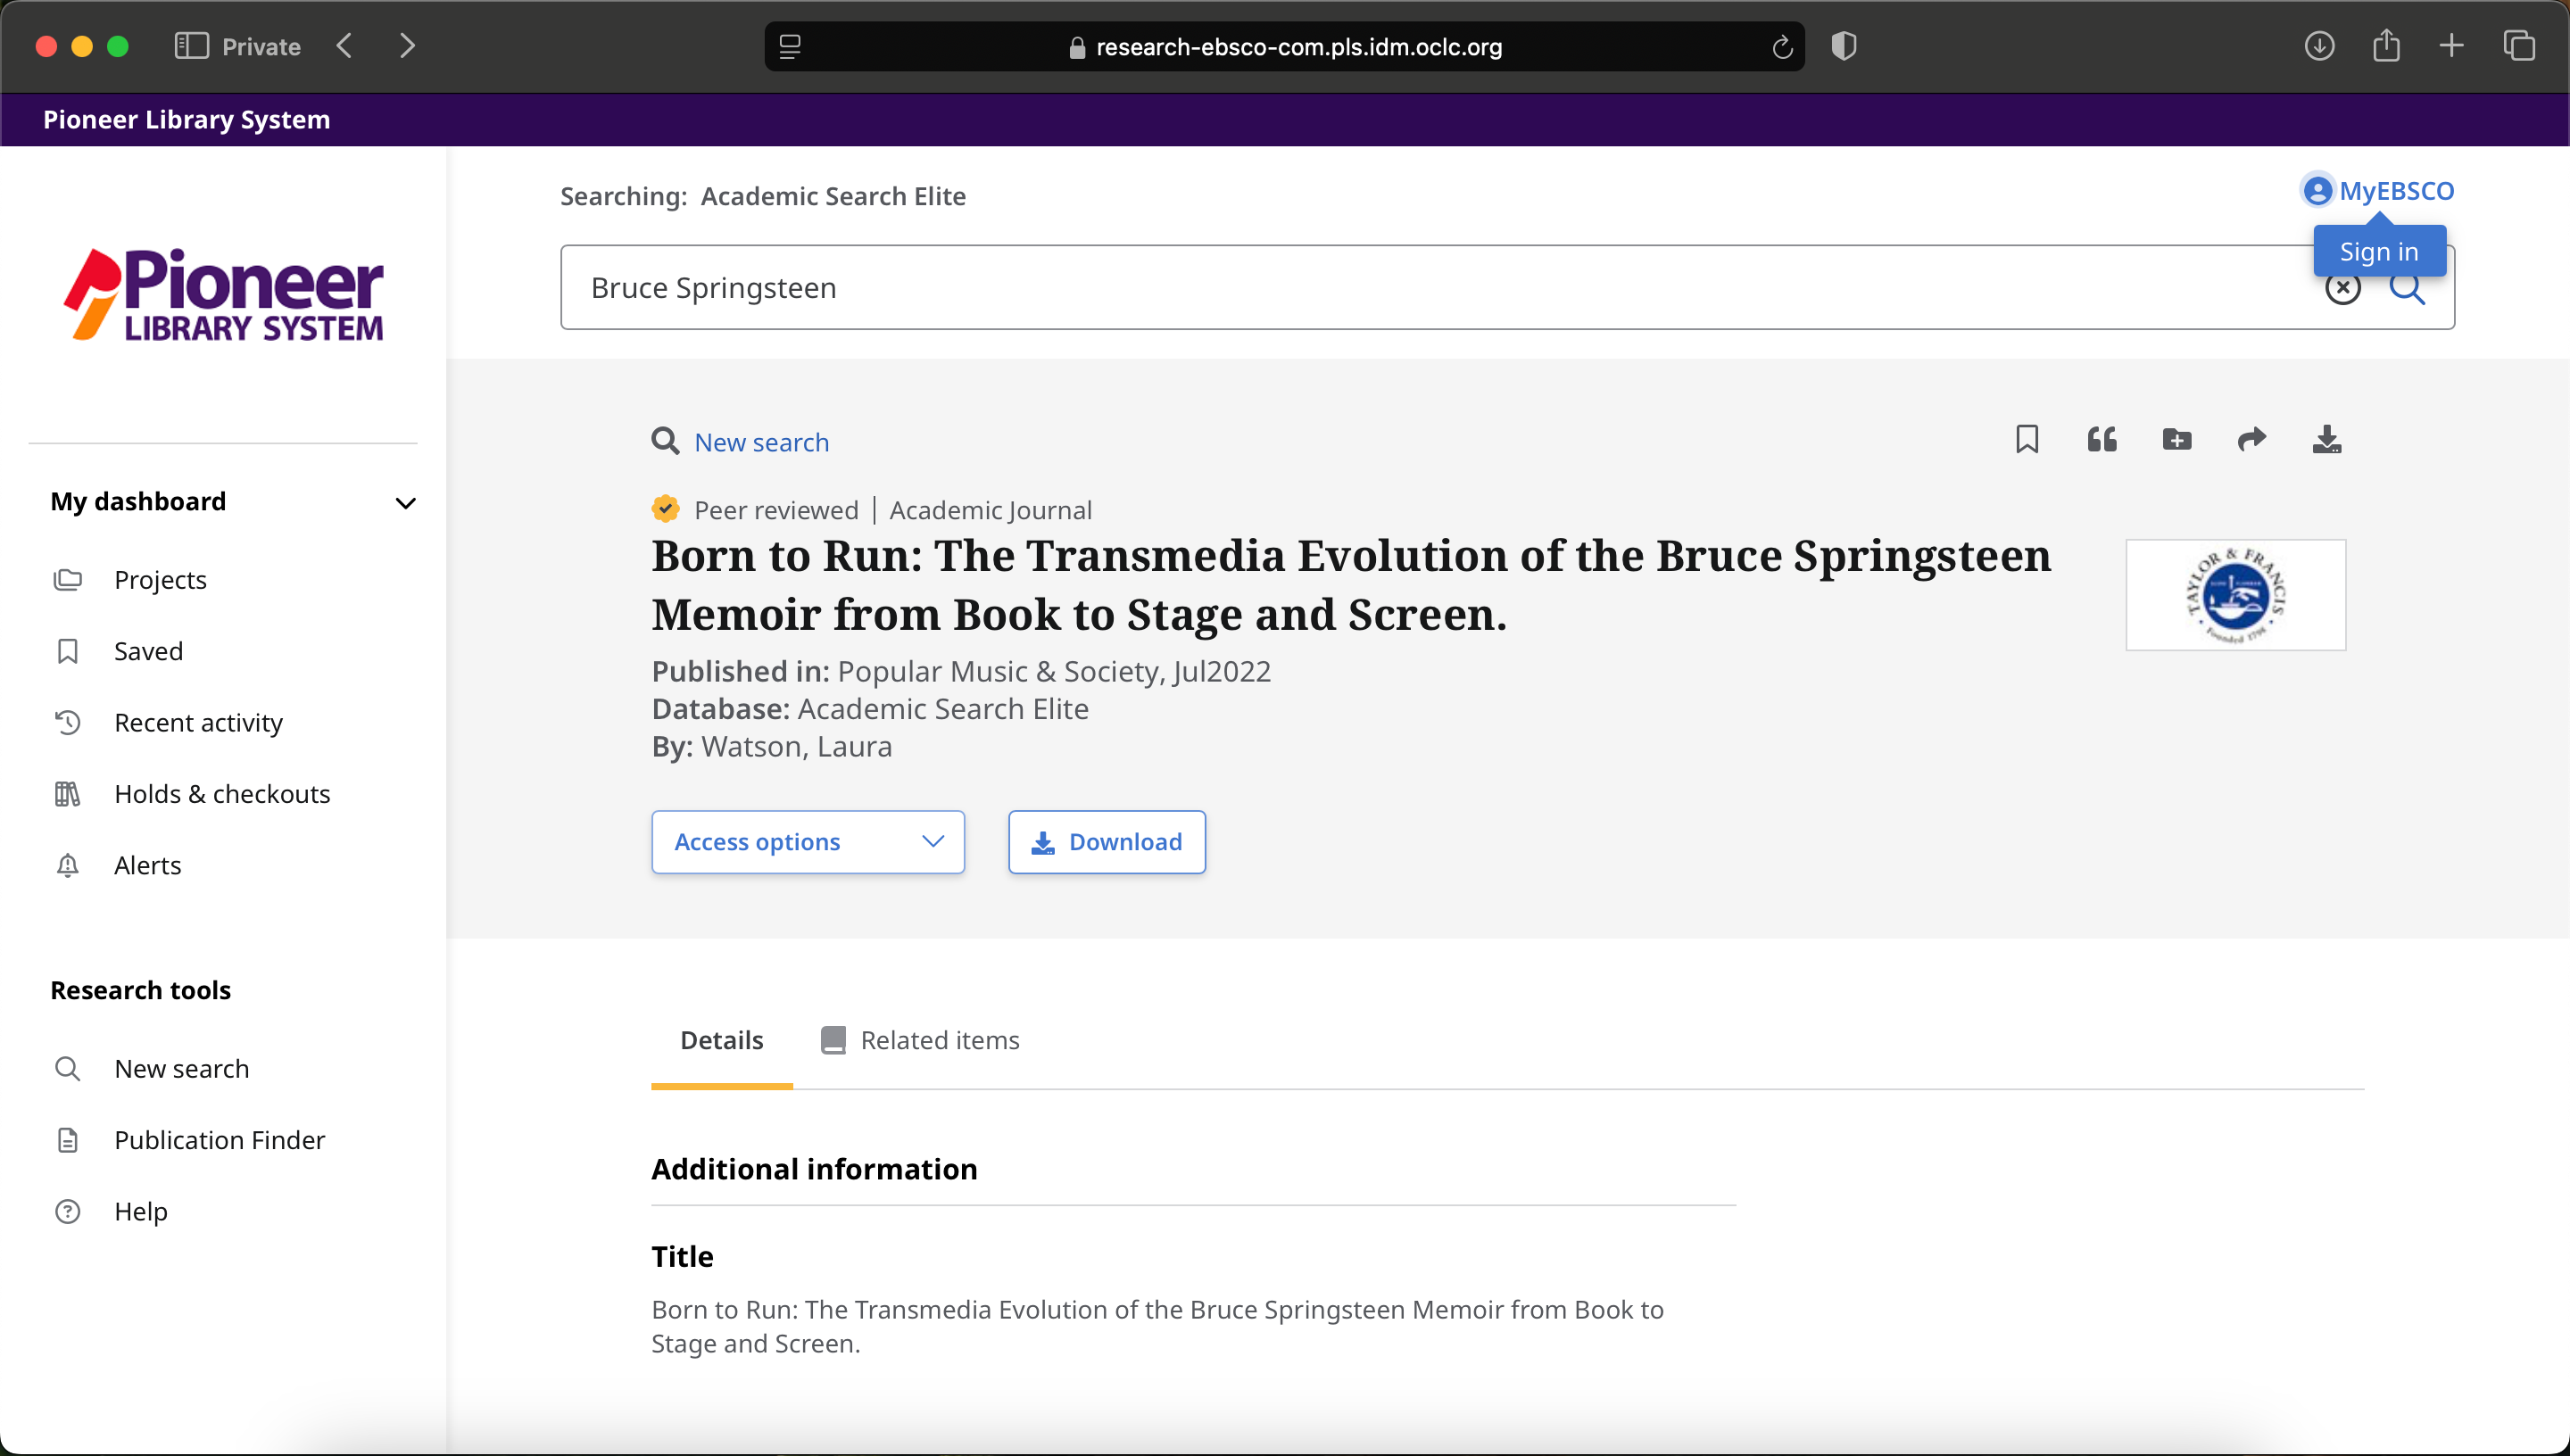 Private
research-ebsco-com.pls.idm.oclc.org
Pioneer Library System
Pioneer
LIBRARY SYSTEM
My dashboard
Projects
Saved
Recent activity
Holds & checkouts
Alerts
Research tools
New search
Publication Finder
Help
Searching: Academic Search Elite
MyEBSCO
Sign in
Bruce Springsteen
New search
Peer reviewed | Academic Journal
Born to Run: The Transmedia Evolution of the Bruce Springsteen
Memoir from Book to Stage and Screen.
TAYLOR & FRANCIS
Founded 1798
Published in: Popular Music & Society, Jul2022
Database: Academic Search Elite
By: Watson, Laura
Access options
Download
Details
Related items
Additional information
Title
Born to Run: The Transmedia Evolution of the Bruce Springsteen Memoir from Book to
Stage and Screen.